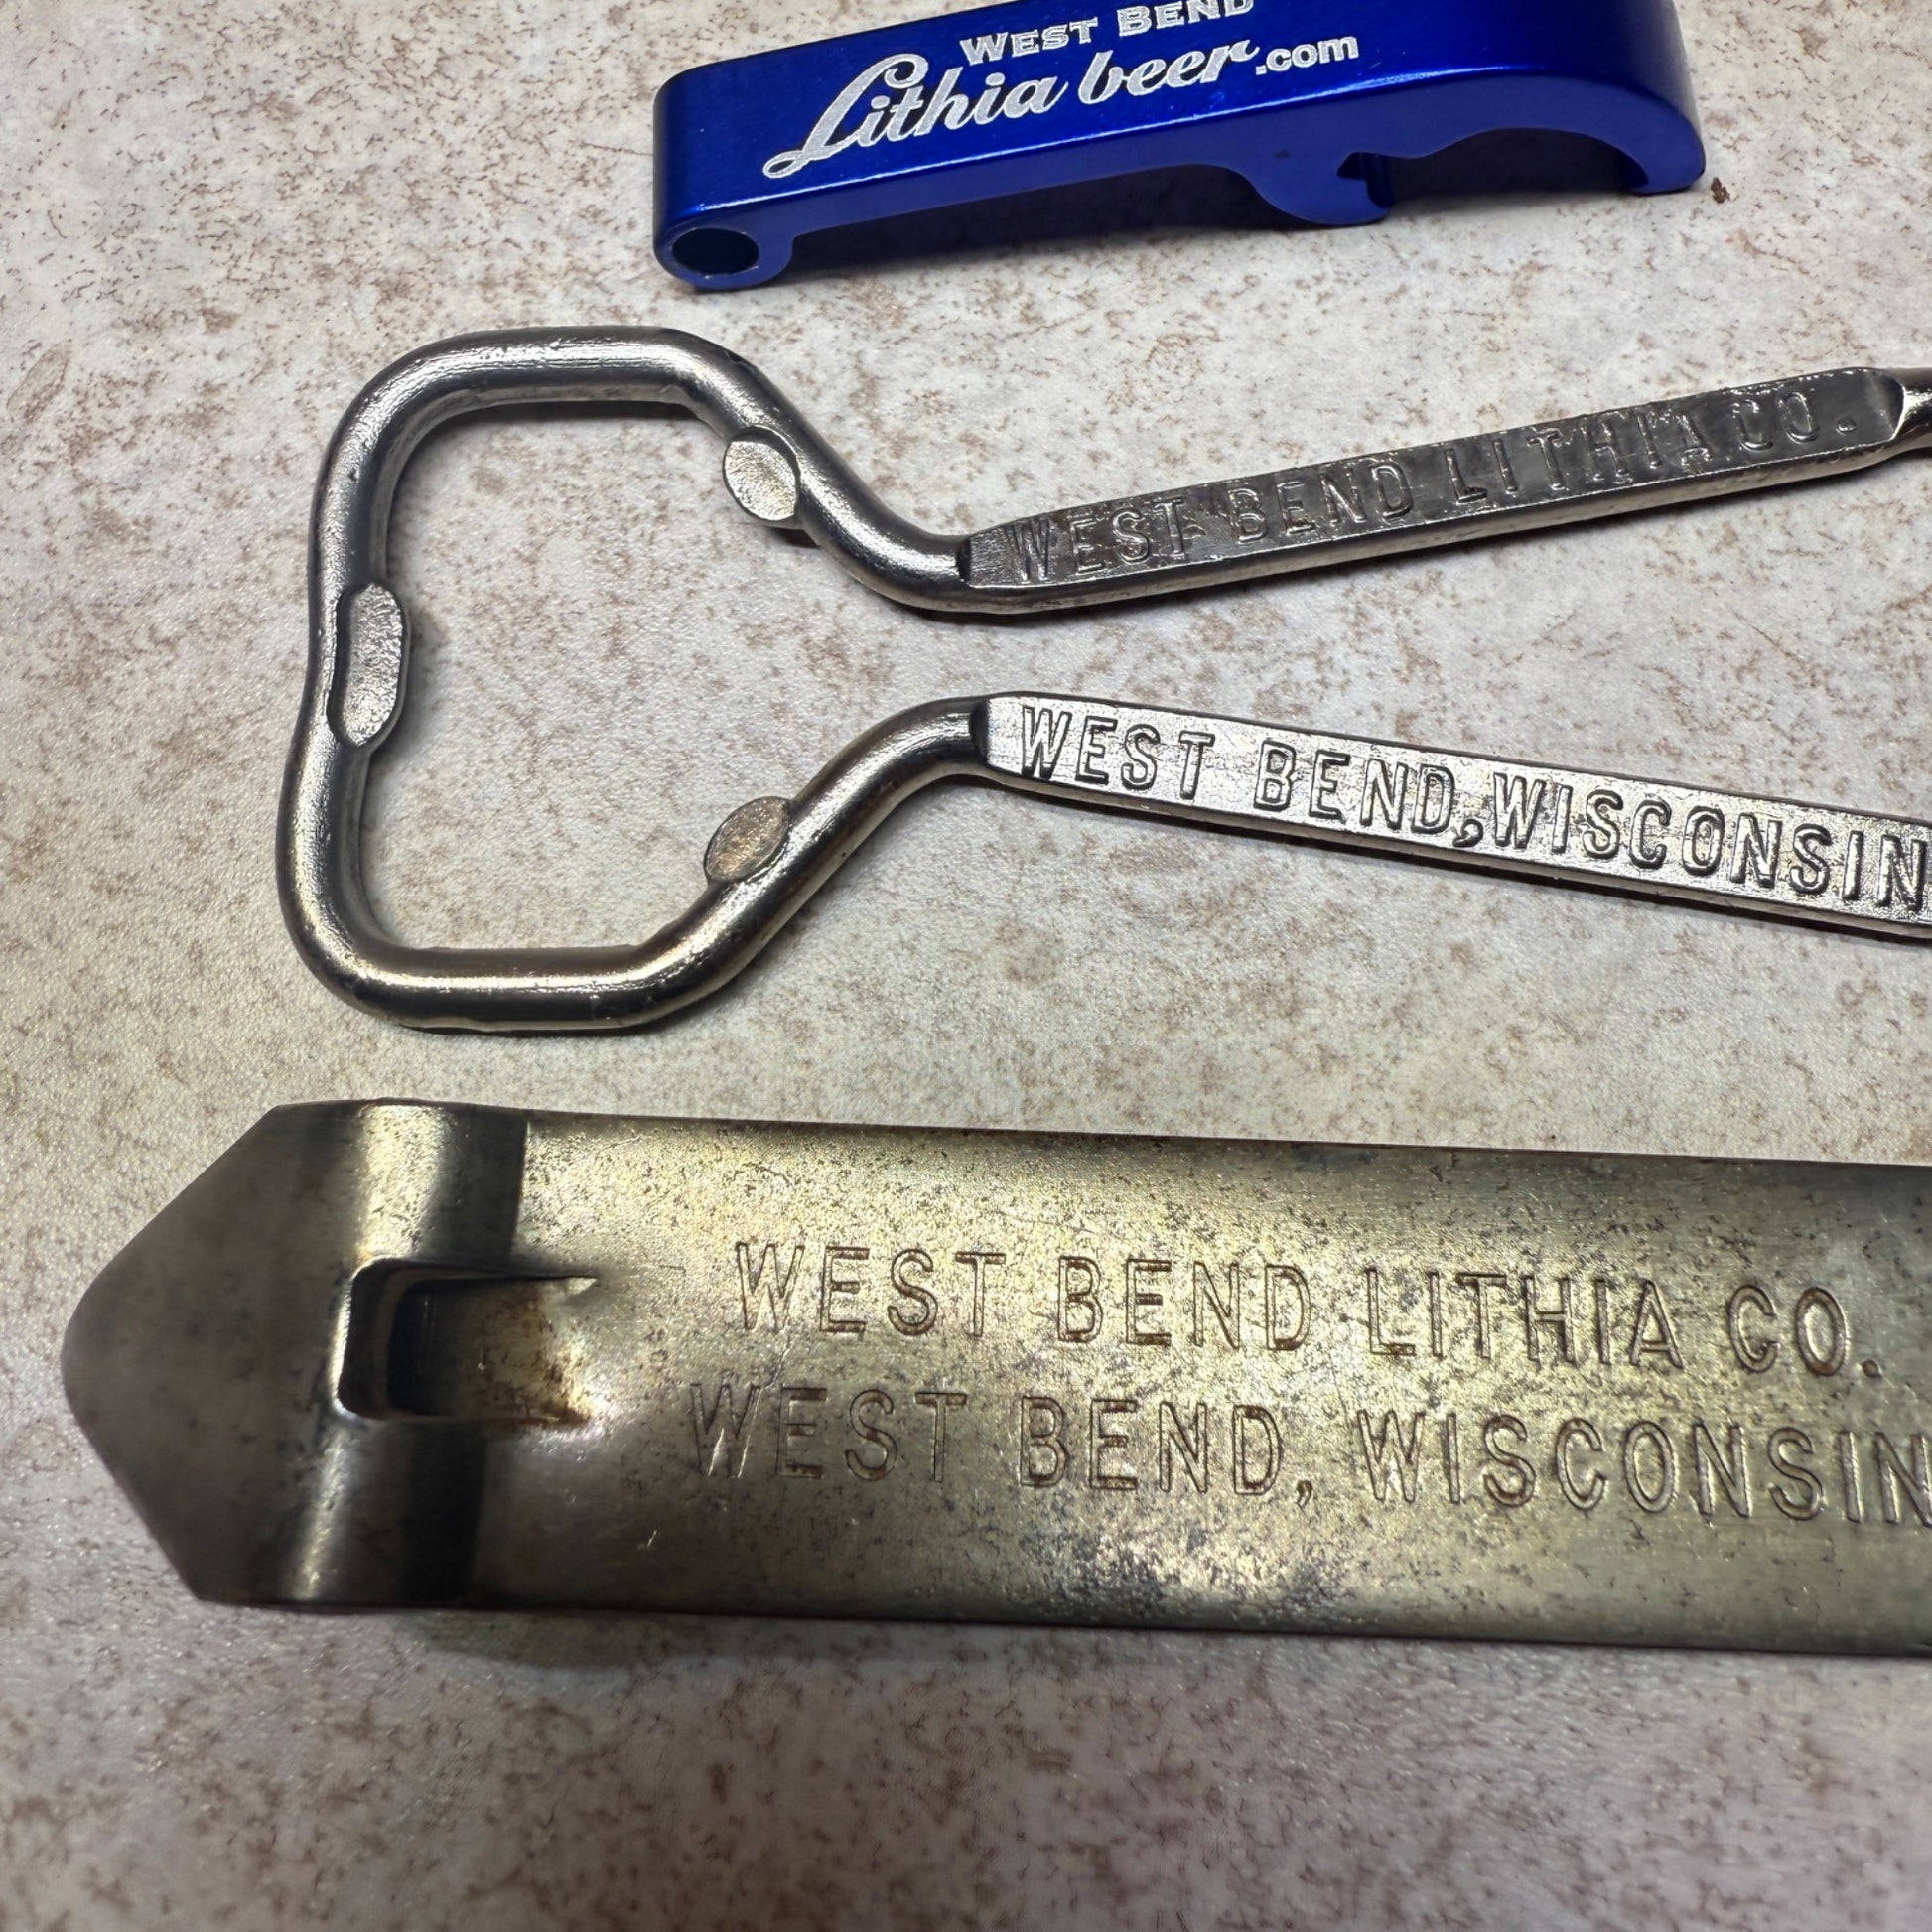 WEST BEND
Lithia beer.com
WEST BEND LITHIA CO.
WEST BEND, WISCONSIN
WEST BEND LITHIA CO.
WEST BEND, WISCONSIN